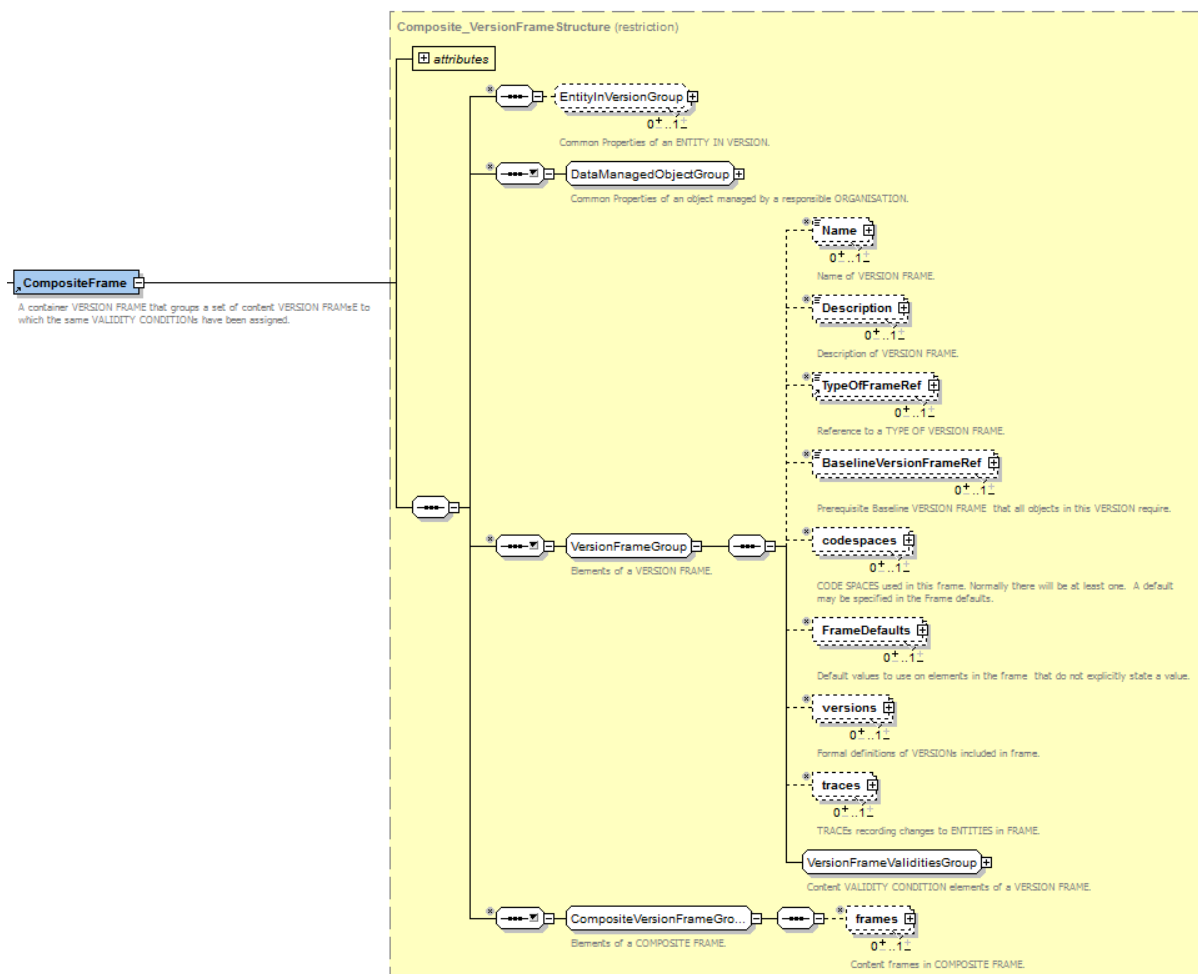 Composite_VersionFrameStructure (restriction)
attributes
EntityInVersionGroup
0..1
Common Properties of an ENTITY IN VERSION.
DataManagedObjectGroup
Common Properties of an object managed by a responsible ORGANISATION.
Name
0..1
Name of VERSION FRAME.
CompositeFrame
A container VERSION FRAME that groups a set of content VERSION FRAMsE to
which the same VALIDITY CONDITIONs have been assigned.
Description
0..1
Description of VERSION FRAME.
TypeOfFrameRef
0..1
Reference to a TYPE OF VERSION FRAME.
BaselineVersionFrameRef
0..1
Prerequisite Baseline VERSION FRAME that all objects in this VERSION require.
VersionFrameGroup
Elements of a VERSION FRAME.
codespaces
0..1
CODE SPACES used in this frame. Normally there will be at least one. A default
may be specified in the Frame defaults.
FrameDefaults
0..1
Default values to use on elements in the frame that do not explicitly state a value.
versions
0..1
Formal definitions of VERSIONs included in frame.
traces
0..1
TRACEs recording changes to ENTITIES in FRAME.
VersionFrameValiditiesGroup
Content VALIDITY CONDITION elements of a VERSION FRAME.
CompositeVersionFrameGro...
Elements of a COMPOSITE FRAME.
frames
0..1
Content frames in COMPOSITE FRAME.